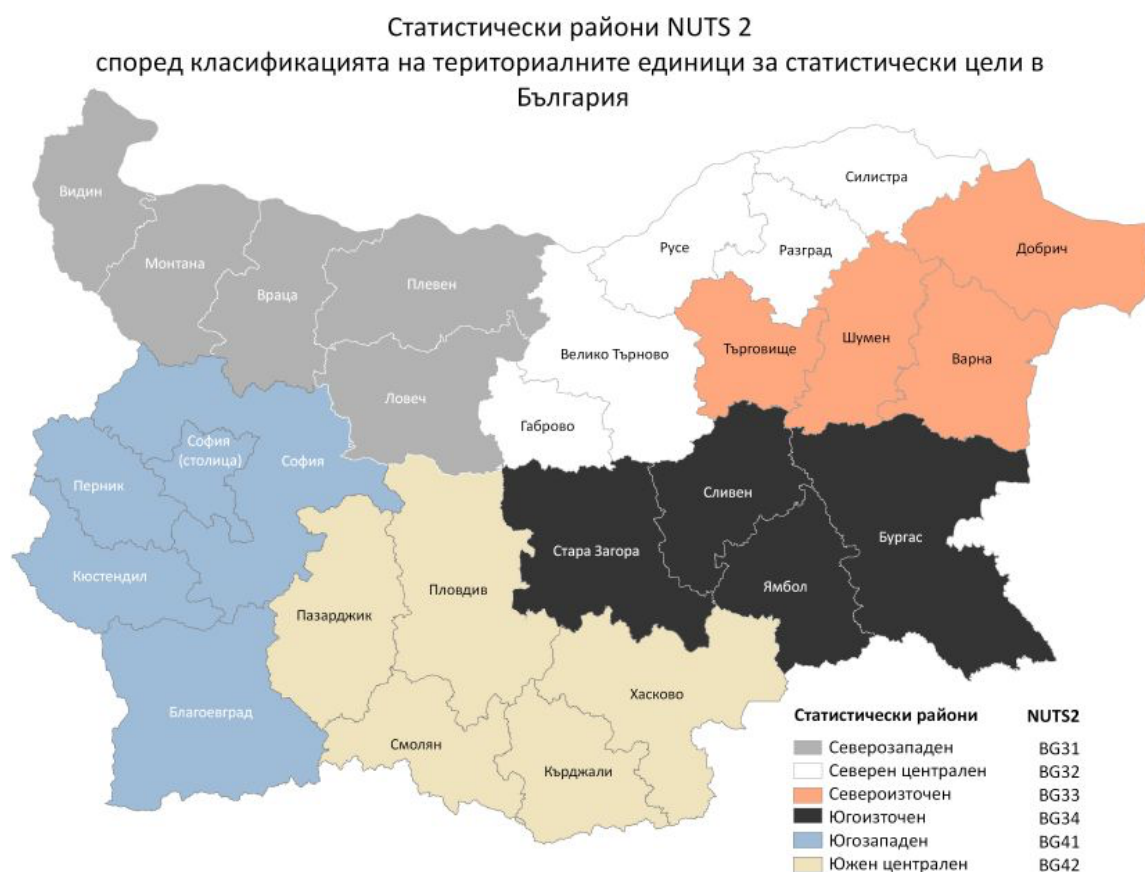 Статистически райони NUTS 2
според класификацията на териториалните единици за статистически цели в
България
Видин
Монтана
Враца
Плевен
Ловеч
Силистра
Русе
Разград
Добрич
Велико Търново
Търговище
Шумен
Варна
Габрово
София
(столица)
София
Перник
Кюстендил
Благоевград
Сливен
Стара Загора
Бургас
Ямбол
Пловдив
Пазарджик
Хасково
Смолян
Кърджали
Статистически райони NUTS2
Северозападен BG31
Северен централен BG32
Североизточен BG33
Югоизточен BG34
Югозападен BG41
Южен централен BG42